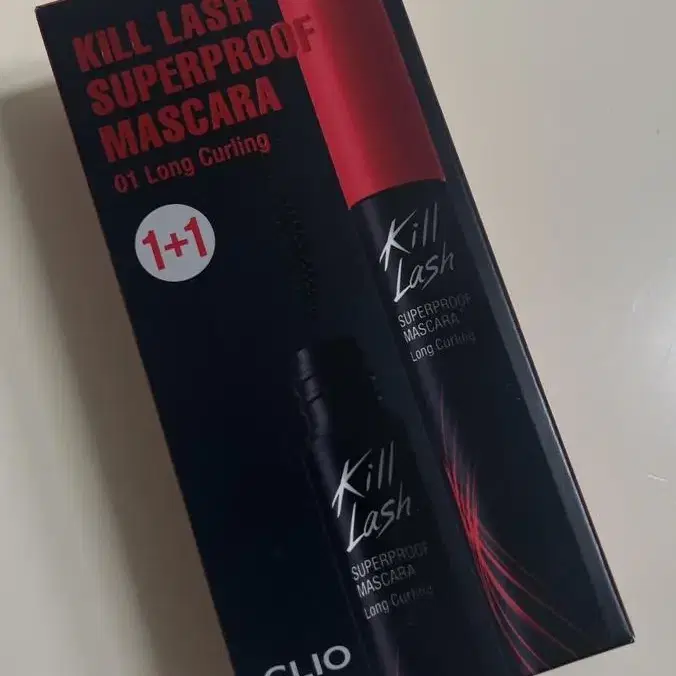 KILL LASH
SUPERPROOF
MASCARA
01 Long Curling
1+1
Kill
Lash
SUPERPROOF
MASCARA
Long Curling
Kill
Lash
SUPERPROOF
MASCARA
Long Curling
CLIO